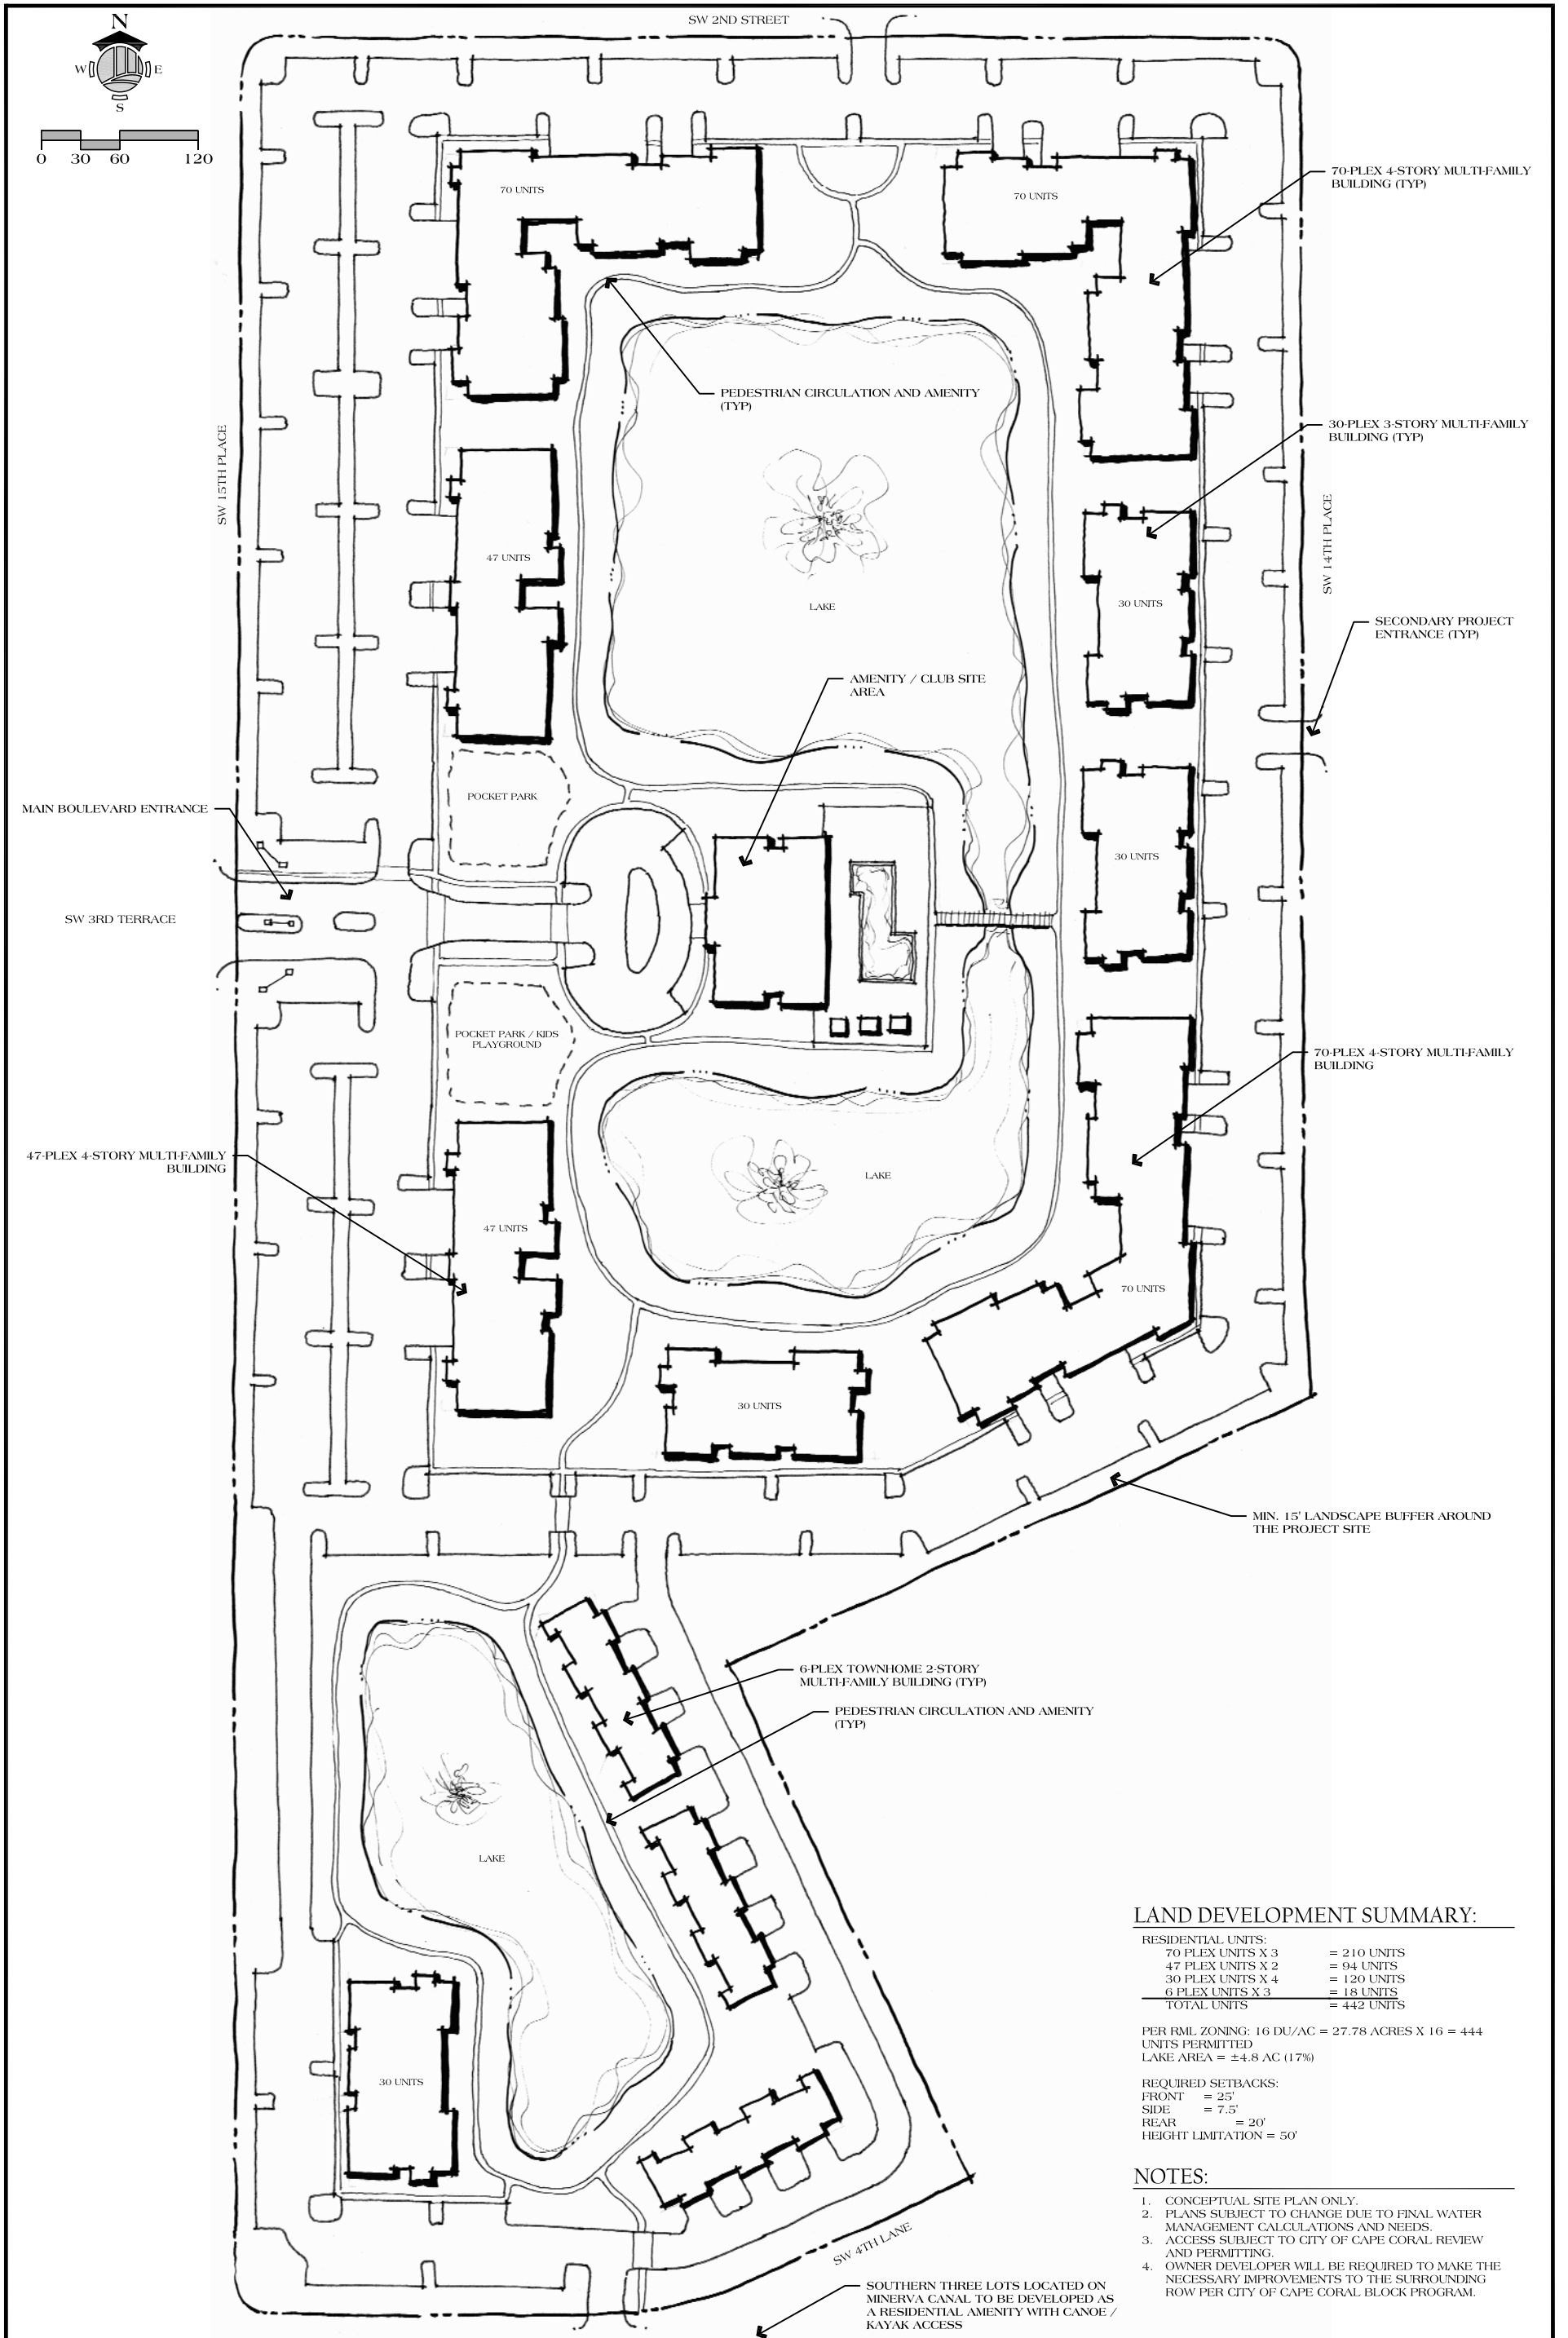 SW 2ND STREET
N
W
E
S
0 30 60 120
70 UNITS
70 UNITS
70-PLEX 4-STORY MULTI-FAMILY
BUILDING (TYP)
PEDESTRIAN CIRCULATION AND AMENITY
(TYP)
30-PLEX 3-STORY MULTI-FAMILY
BUILDING (TYP)
SW 15TH PLACE
SW 14TH PLACE
47 UNITS
LAKE
30 UNITS
SECONDARY PROJECT
ENTRANCE (TYP)
AMENITY / CLUB SITE
AREA
POCKET PARK
MAIN BOULEVARD ENTRANCE
30 UNITS
SW 3RD TERRACE
POCKET PARK / KIDS
PLAYGROUND
70-PLEX 4-STORY MULTI-FAMILY
BUILDING
47-PLEX 4-STORY MULTI-FAMILY
BUILDING
LAKE
47 UNITS
70 UNITS
30 UNITS
MIN. 15' LANDSCAPE BUFFER AROUND
THE PROJECT SITE
6-PLEX TOWNHOME 2-STORY
MULTI-FAMILY BUILDING (TYP)
PEDESTRIAN CIRCULATION AND AMENITY
(TYP)
LAKE
30 UNITS
SW 4TH LANE
SOUTHERN THREE LOTS LOCATED ON
MINERVA CANAL TO BE DEVELOPED AS
A RESIDENTIAL AMENITY WITH CANOE /
KAYAK ACCESS
LAND DEVELOPMENT SUMMARY:
RESIDENTIAL UNITS:
70 PLEX UNITS X 3 = 210 UNITS
47 PLEX UNITS X 2 = 94 UNITS
30 PLEX UNITS X 4 = 120 UNITS
6 PLEX UNITS X 3 = 18 UNITS
TOTAL UNITS = 442 UNITS
PER RML ZONING: 16 DU/AC = 27.78 ACRES X 16 = 444
UNITS PERMITTED
LAKE AREA = ±4.8 AC (17%)
REQUIRED SETBACKS:
FRONT = 25'
SIDE = 7.5'
REAR = 20'
HEIGHT LIMITATION = 50'
NOTES:
1. CONCEPTUAL SITE PLAN ONLY.
2. PLANS SUBJECT TO CHANGE DUE TO FINAL WATER
MANAGEMENT CALCULATIONS AND NEEDS.
3. ACCESS SUBJECT TO CITY OF CAPE CORAL REVIEW
AND PERMITTING.
4. OWNER DEVELOPER WILL BE REQUIRED TO MAKE THE
NECESSARY IMPROVEMENTS TO THE SURROUNDING
ROW PER CITY OF CAPE CORAL BLOCK PROGRAM.